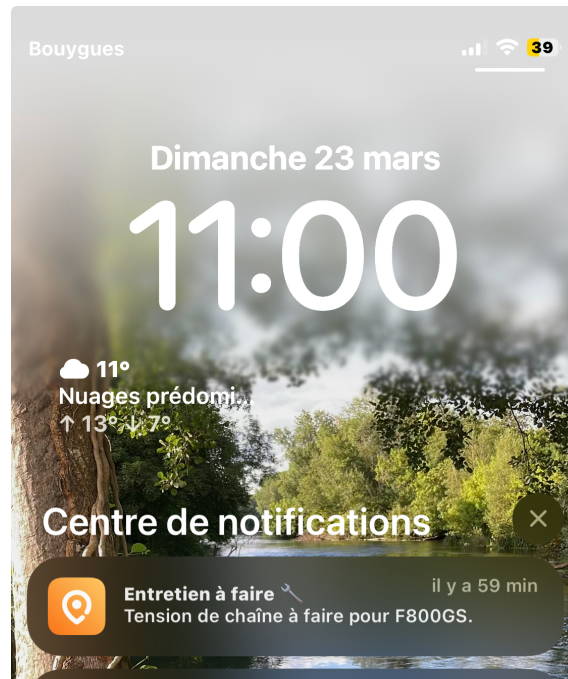 Bouygues
39
Dimanche 23 mars
11:00
11°
Nuages prédomi...
↑ 13° ↓ 7°
Centre de notifications
Entretien à faire 🔧
il y a 59 min
Tension de chaîne à faire pour F800GS.